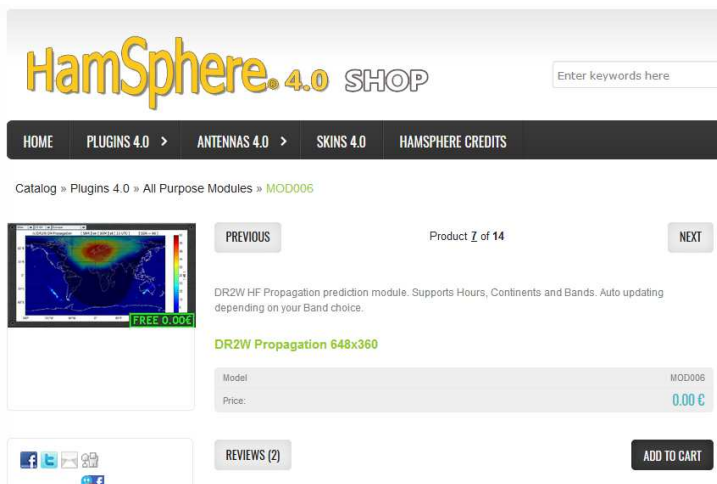 HamSphere® 4.0 SHOP
Enter keywords here
HOME PLUGINS 4.0 > ANTENNAS 4.0 > SKINS 4.0 HAMSPHERE CREDITS
Catalog » Plugins 4.0 » All Purpose Modules » MOD006
PREVIOUS Product 7 of 14 NEXT
FREE 0.00€
DR2W HF Propagation prediction module. Supports Hours, Continents and Bands. Auto updating
depending on your Band choice.
DR2W Propagation 648x360
Model MOD006
Price: 0.00 €
REVIEWS (2) ADD TO CART